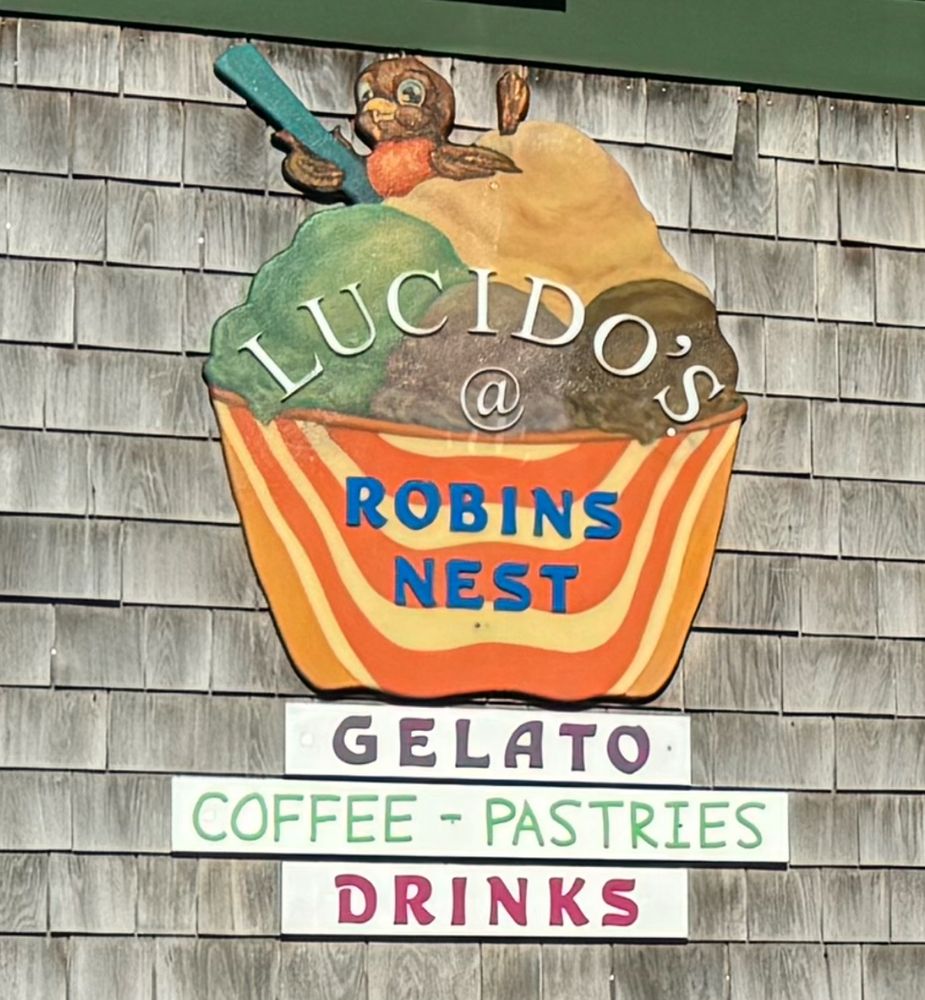 LUCIDO'S
@
ROBINS
NEST
GELATO
COFFEE - PASTRIES
DRINKS